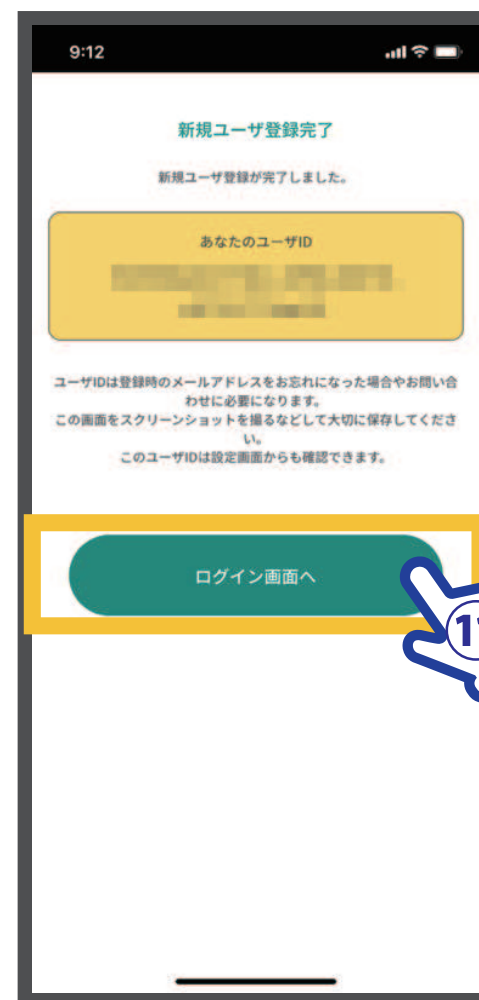 9:12
新規ユーザ登録完了
新規ユーザ登録が完了しました。
あなたのユーザID
ユーザIDは登録時のメールアドレスをお忘れになった場合やお問い合
わせに必要になります。
この画面をスクリーンショットを撮るなどして大切に保存してくださ
い。
このユーザIDは設定画面からも確認できます。
ログイン画面へ